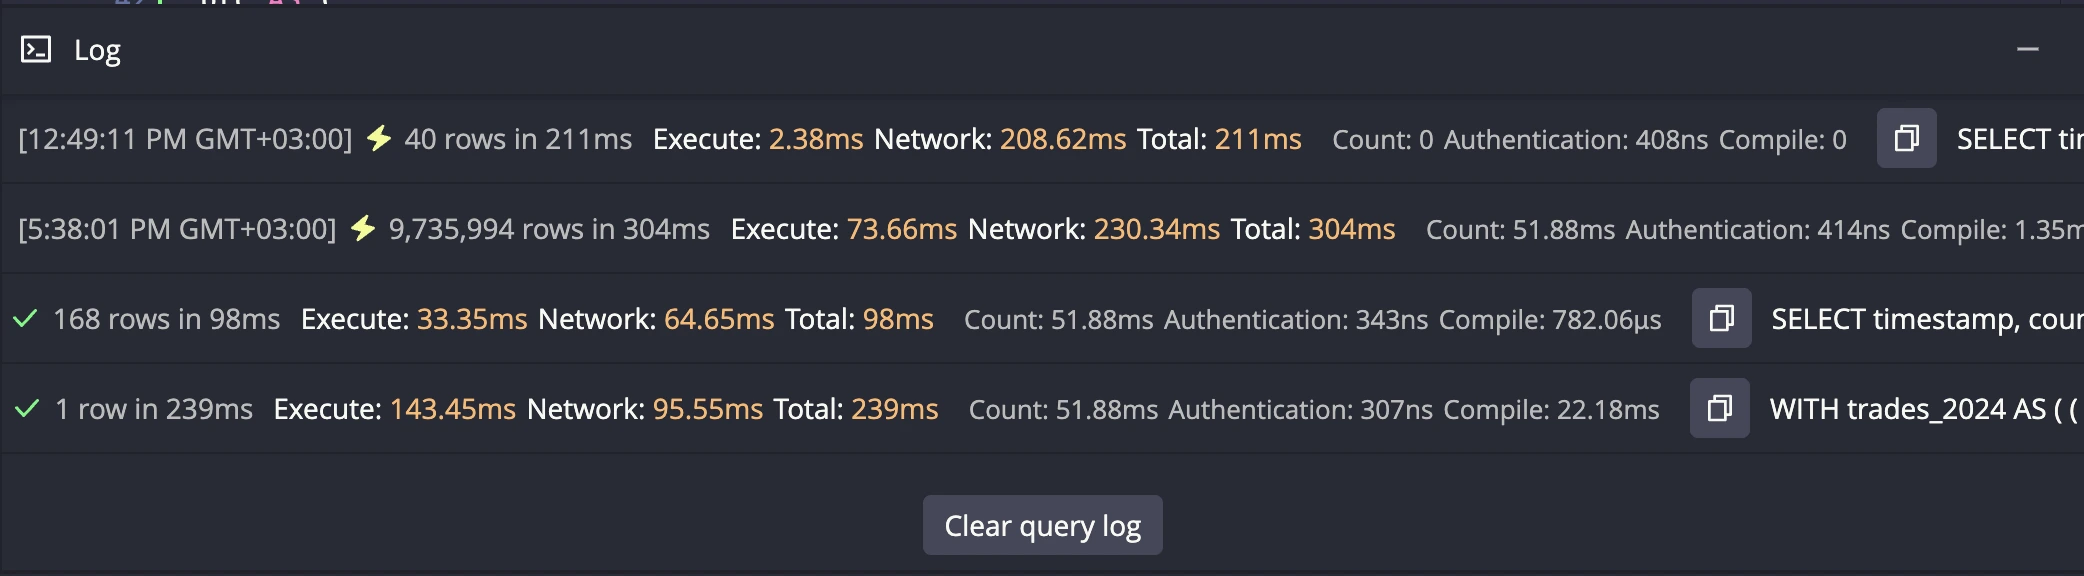 Log
[12:49:11 PM GMT+03:00] 40 rows in 211ms Execute: 2.38ms Network: 208.62ms Total: 211ms Count: 0 Authentication: 408ns Compile: 0 SELECT
[5:38:01 PM GMT+03:00] 9,735,994 rows in 304ms Execute: 73.66ms Network: 230.34ms Total: 304ms Count: 51.88ms Authentication: 414ns Compile: 1.35m
168 rows in 98ms Execute: 33.35ms Network: 64.65ms Total: 98ms Count: 51.88ms Authentication: 343ns Compile: 782.06µs SELECT timestamp,
1 row in 239ms Execute: 143.45ms Network: 95.55ms Total: 239ms Count: 51.88ms Authentication: 307ns Compile: 22.18ms WITH trades_2024 AS ( (
Clear query log